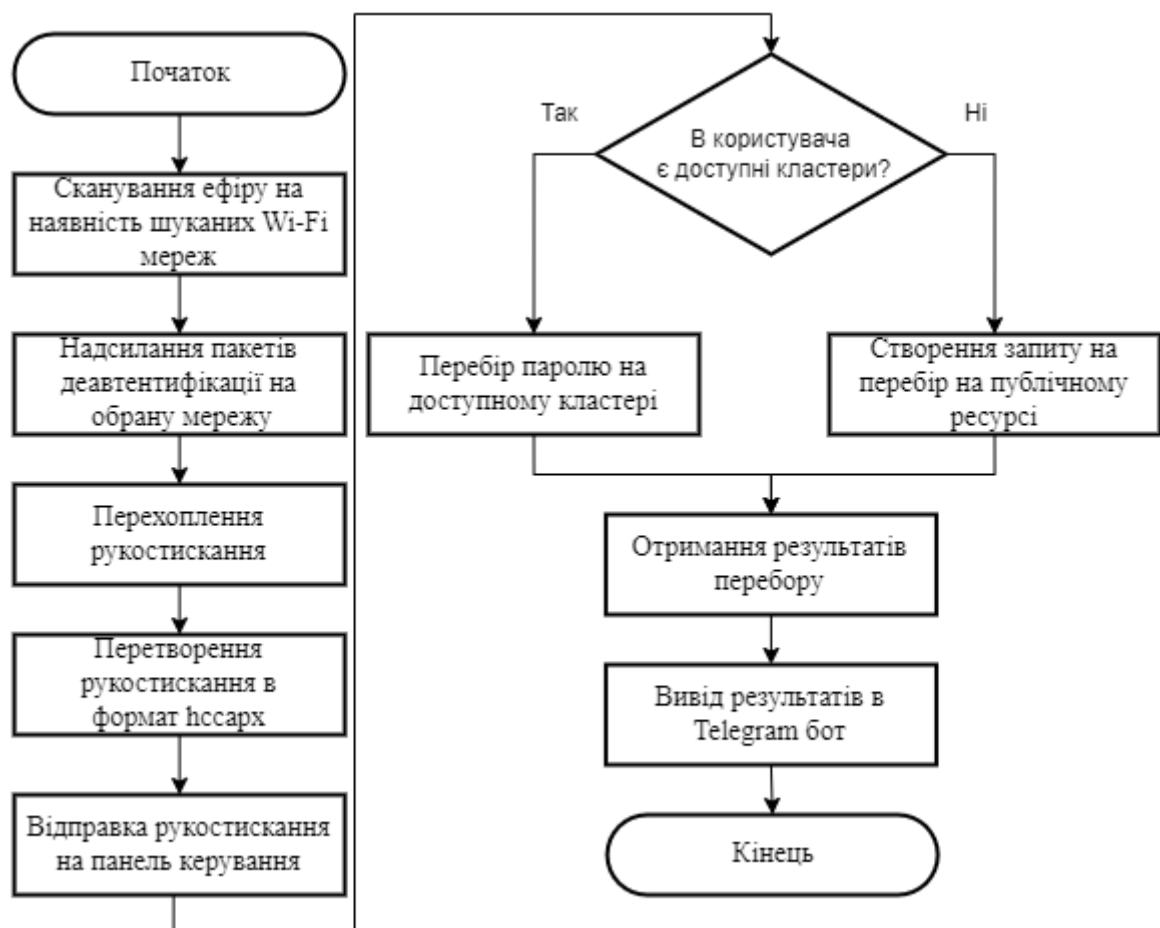 Початок
Сканування ефіру на
наявність шуканих Wi-Fi
мереж
Надсилання пакетів
деавтентифікації на
обрану мережу
Перехоплення
рукостискання
Перетворення
рукостискання в
формат hccapx
Відправка рукостискання
на панель керування
В користувача
є доступні кластери?
Так
Ні
Перебір паролю на
доступному кластері
Створення запиту на
перебір на публічному
ресурсі
Отримання результатів
перебору
Вивід результатів в
Telegram бот
Кінець